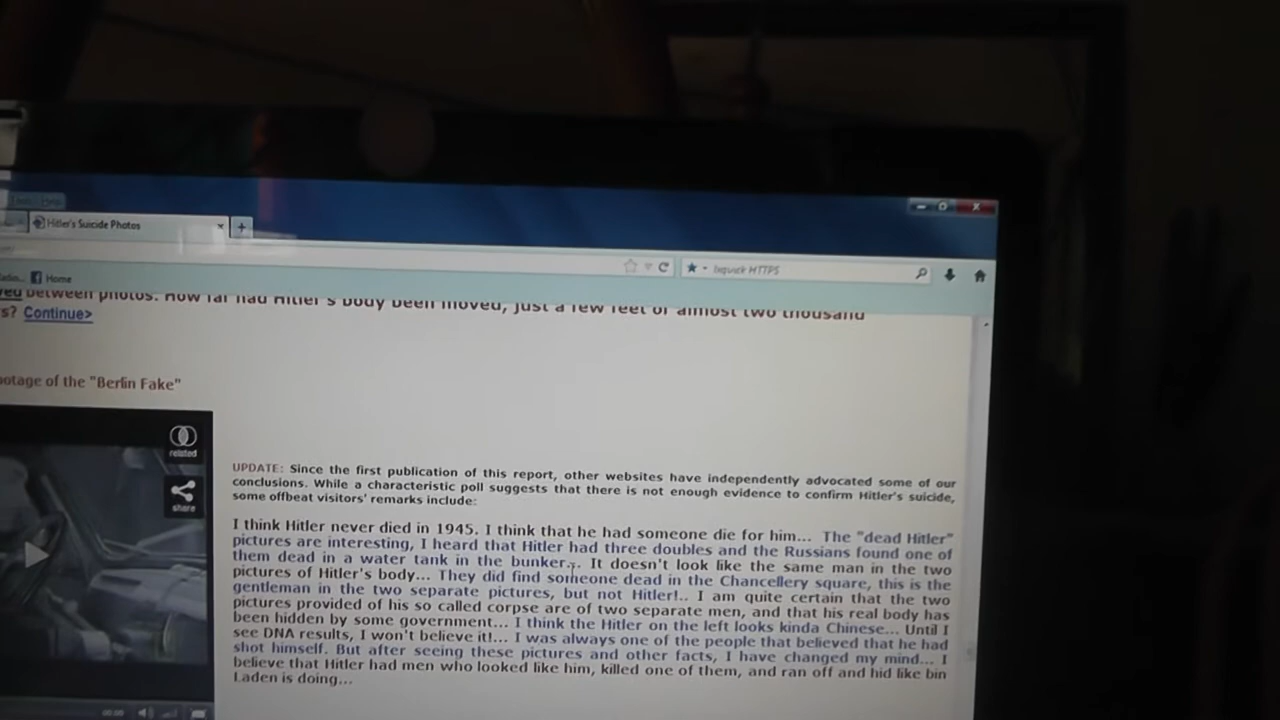 Hitler's Suicide Photos
HTTPS
Home
between photos. How far had Hitler's body been moved, just a few feet or almost two thousand
s? Continue>
ootage of the "Berlin Fake"
related
share
UPDATE: Since the first publication of this report, other websites have independently advocated some of our
conclusions. While a characteristic poll suggests that there is not enough evidence to confirm Hitler's suicide,
some offbeat visitors' remarks include:
I think Hitler never died in 1945. I think that he had someone die for him... The "dead Hitler"
pictures are interesting, I heard that Hitler had three doubles and the Russians found one of
them dead in a water tank in the bunker... It doesn't look like the same man in the two
pictures of Hitler's body... They did find someone dead in the Chancellery square, this is the
gentleman in the two separate pictures, but not Hitler!.. I am quite certain that the two
pictures provided of his so called corpse are of two separate men, and that his real body has
been hidden by some government... I think the Hitler on the left looks kinda Chinese... Until I
see DNA results, I won't believe it!... I was always one of the people that believed that he had
shot himself. But after seeing these pictures and other facts, I have changed my mind... I
believe that Hitler had men who looked like him, killed one of them, and ran off and hid like bin
Laden is doing...
00:00